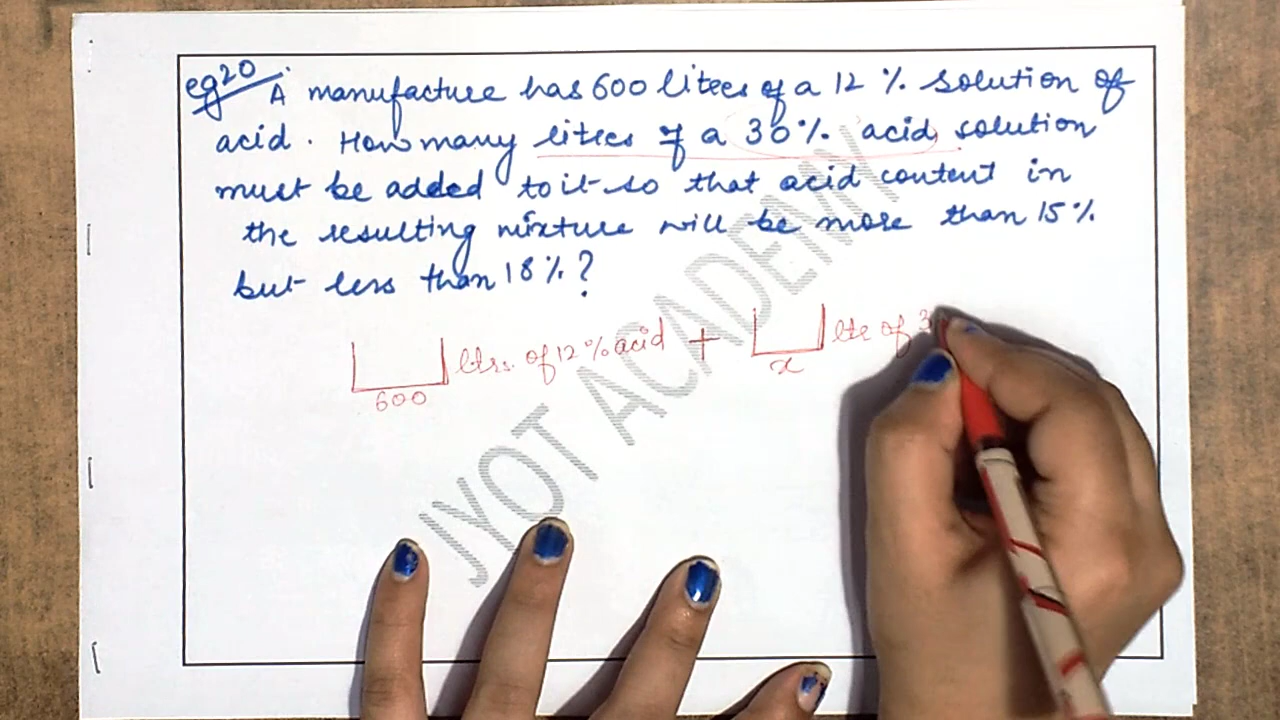 eg20 A manufacture has 600 liters of a 12 % solution of
acid. How many liters of a 30% acid solution
must be added to it so that acid content in
the resulting mixture will be more than 15%
but less than 18%?
ltrs. of 12% acid + ltr of 3
600 x
NOT ACADEMY